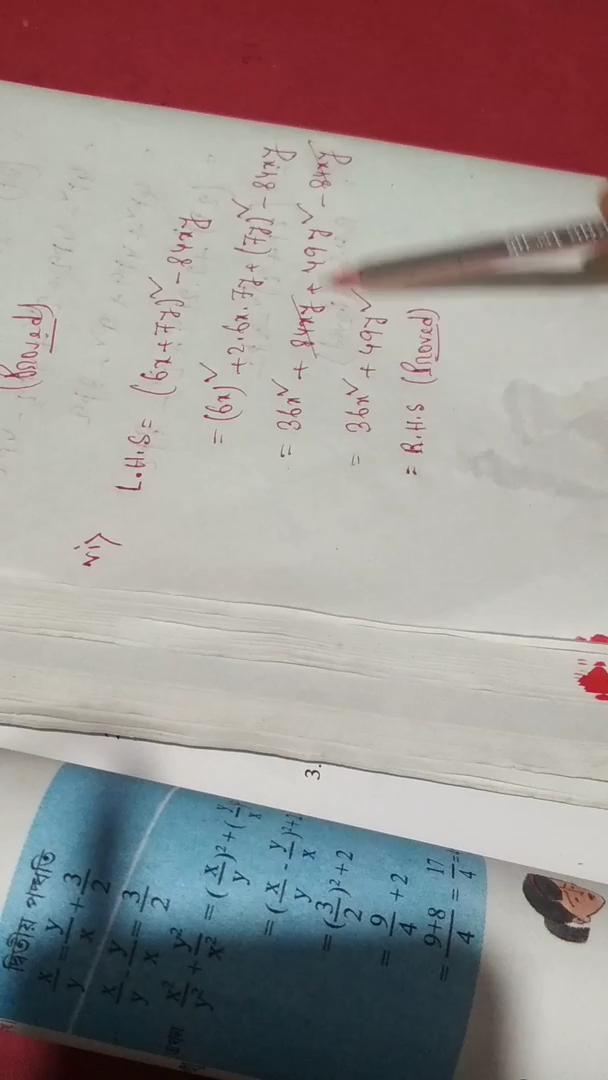 (Proved)
vi)
L.H.S = (6x+7y)² - 84xy
= (6x)² + 2.6x.7y + (7y)² - 84xy
= 36x² + 84xy + 49y² - 84xy
= 36x² + 49y²
= R.H.S (Proved)
3.
দ্বিতীয় পদ্ধতি
x/y = y/x + 3/2
x/y - y/x = 3/2
x²/y² + y²/x² = (x/y)² + (y/x
= (x/y - y/x)² + 2
= (3/2)² + 2
= 9/4 + 2
= 9+8/4 = 17/4 =